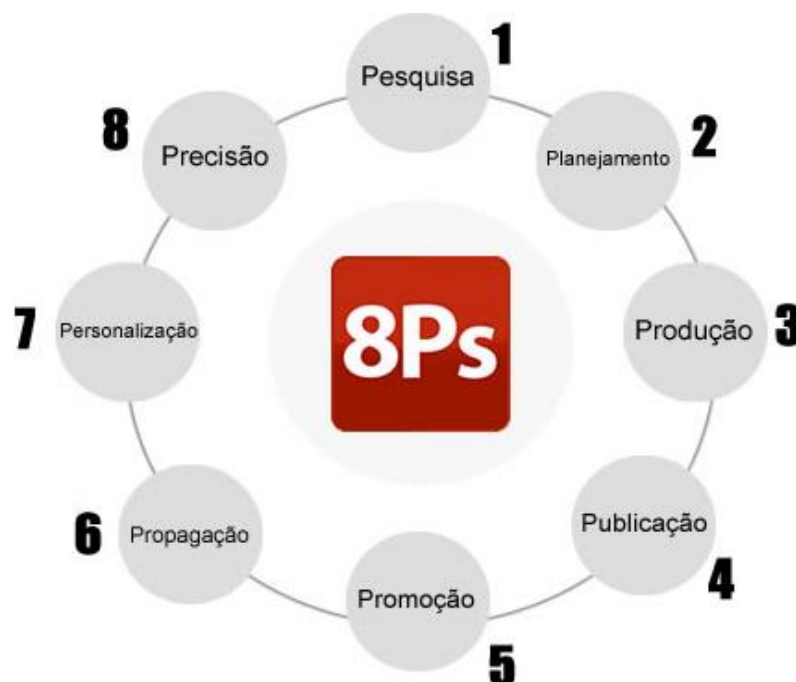 1
Pesquisa
2
Planejamento
3
Produção
4
Publicação
5
Promoção
6
Propagação
7
Personalização
8
Precisão
8Ps